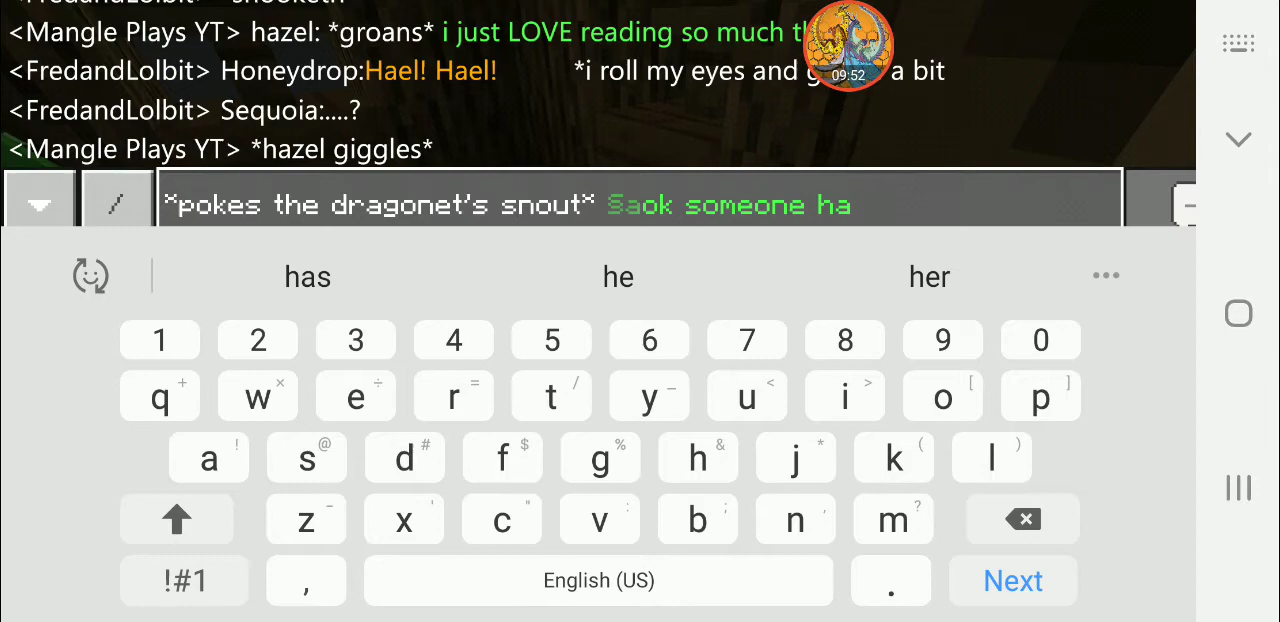 <Mangle Plays YT> hazel: *groans* i just LOVE reading so much
<FredandLolbit> Honeydrop:Hael! Hael! *i roll my eyes and a bit
09:52
<FredandLolbit> Sequoia:....?
<Mangle Plays YT> *hazel giggles*
/ *pokes the dragonet's snout* Saok someone ha
has he her •••
1 2 3 4 5 6 7 8 9 0
q + w × e ÷ r = t / y _ u < i > o [ p ]
a ! s @ d # f $ g % h & j * k ( l )
z - x ' c " v : b ; n , m ?
!#1 , English (US) . Next